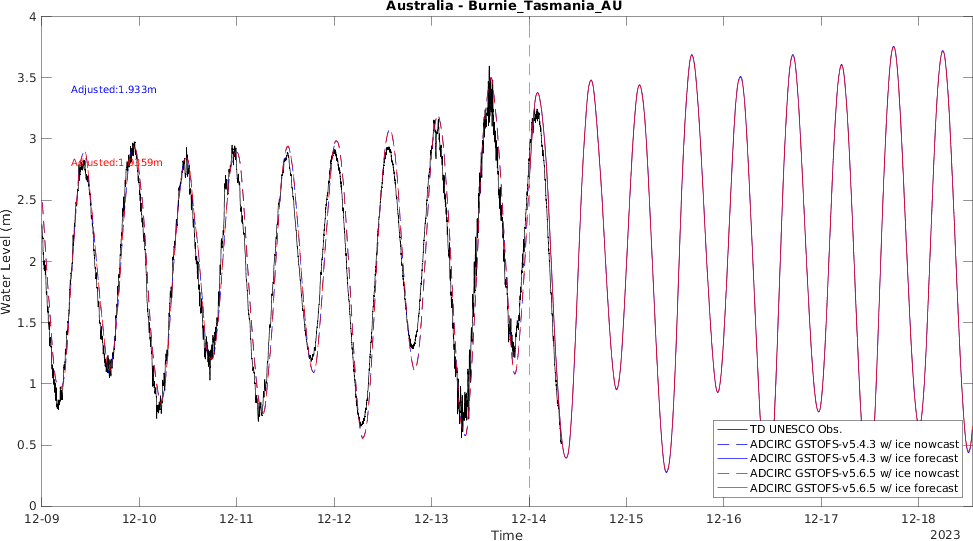 Australia - Burnie_Tasmania_AU
4
3.5
3
2.5
2
1.5
1
0.5
0
Water Level (m)
Adjusted:1.933m
TD UNESCO Obs.
ADCIRC GSTOFS-v5.4.3 w/ ice nowcast
ADCIRC GSTOFS-v5.4.3 w/ ice forecast
ADCIRC GSTOFS-v5.6.5 w/ ice nowcast
ADCIRC GSTOFS-v5.6.5 w/ ice forecast
12-09
12-10
12-11
12-12
12-13
12-14
12-15
12-16
12-17
12-18
Time
2023